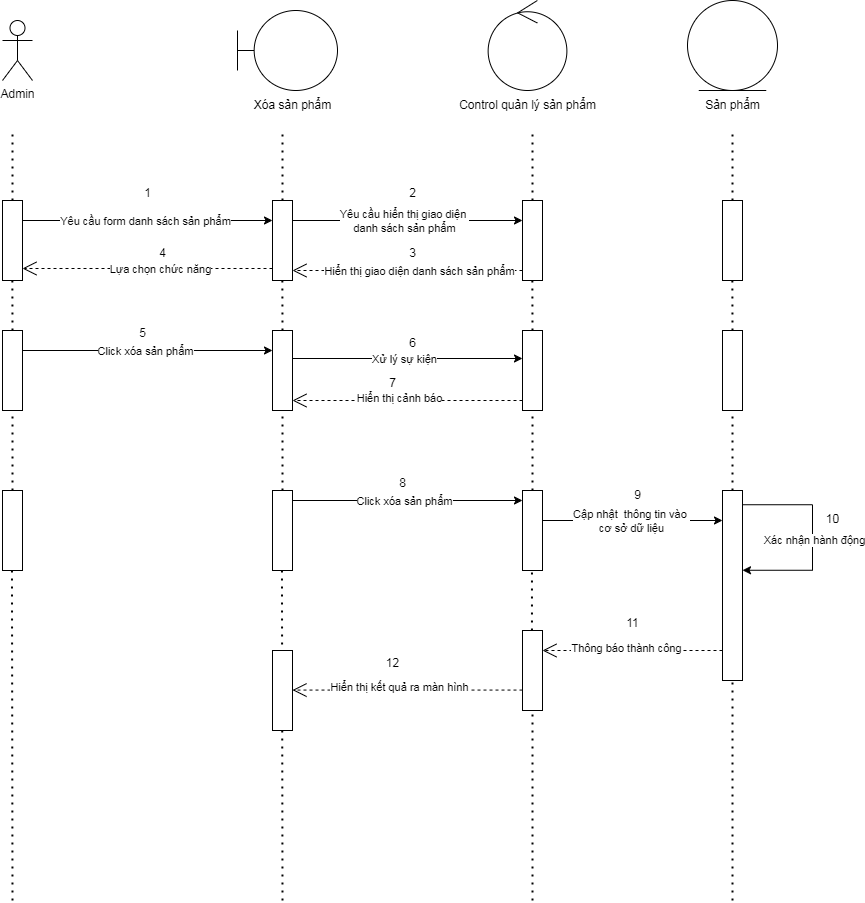 Admin
Xóa sản phẩm
Control quản lý sản phẩm
Sản phẩm
1
Yêu cầu form danh sách sản phẩm
2
Yêu cầu hiển thị giao diện
danh sách sản phẩm
4
Lựa chọn chức năng
3
Hiển thị giao diện danh sách sản phẩm
5
Click xóa sản phẩm
6
Xử lý sự kiện
7
Hiển thị cảnh báo
8
Click xóa sản phẩm
9
Cập nhật thông tin vào
cơ sở dữ liệu
10
Xác nhận hành động
11
Thông báo thành công
12
Hiển thị kết quả ra màn hình